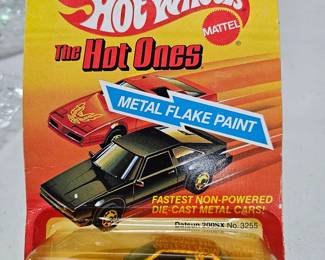 Hot Wheels
MATTEL
The Hot Ones
METAL FLAKE PAINT
FASTEST NON-POWERED
DIE-CAST METAL CARS!
Datsun 200SX No. 3255